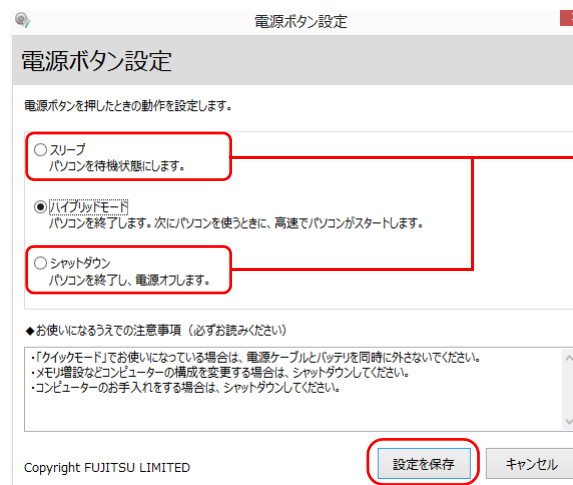 電源ボタン設定
電源ボタン設定
電源ボタンを押したときの動作を設定します。
スリープ
パソコンを待機状態にします。
ハイブリッドモード
パソコンを終了します。次にパソコンを使うときに、高速でパソコンがスタートします。
シャットダウン
パソコンを終了し、電源オフします。
◆お使いになるうえでの注意事項（必ずお読みください）
・「クイックモード」でお使いになっている場合は、電源ケーブルとバッテリを同時に外さないでください。
・メモリ増設などコンピューターの構成を変更する場合は、シャットダウンしてください。
・コンピューターのお手入れをする場合は、シャットダウンしてください。
Copyright FUJITSU LIMITED
設定を保存
キャンセル